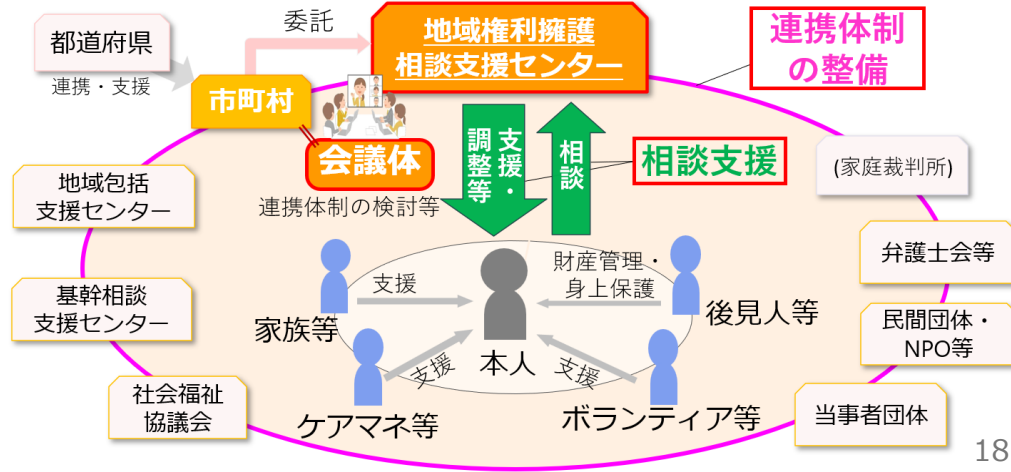 都道府県
連携・支援
委託
市町村
地域権利擁護
相談支援センター
連携体制
の整備
会議体
連携体制の検討等
支援・
調整等
相談
相談支援
(家庭裁判所)
地域包括
支援センター
弁護士会等
基幹相談
支援センター
民間団体・
NPO等
社会福祉
協議会
当事者団体
家族等
支援
財産管理・
身上保護
後見人等
本人
ケアマネ等
支援
支援
ボランティア等
18